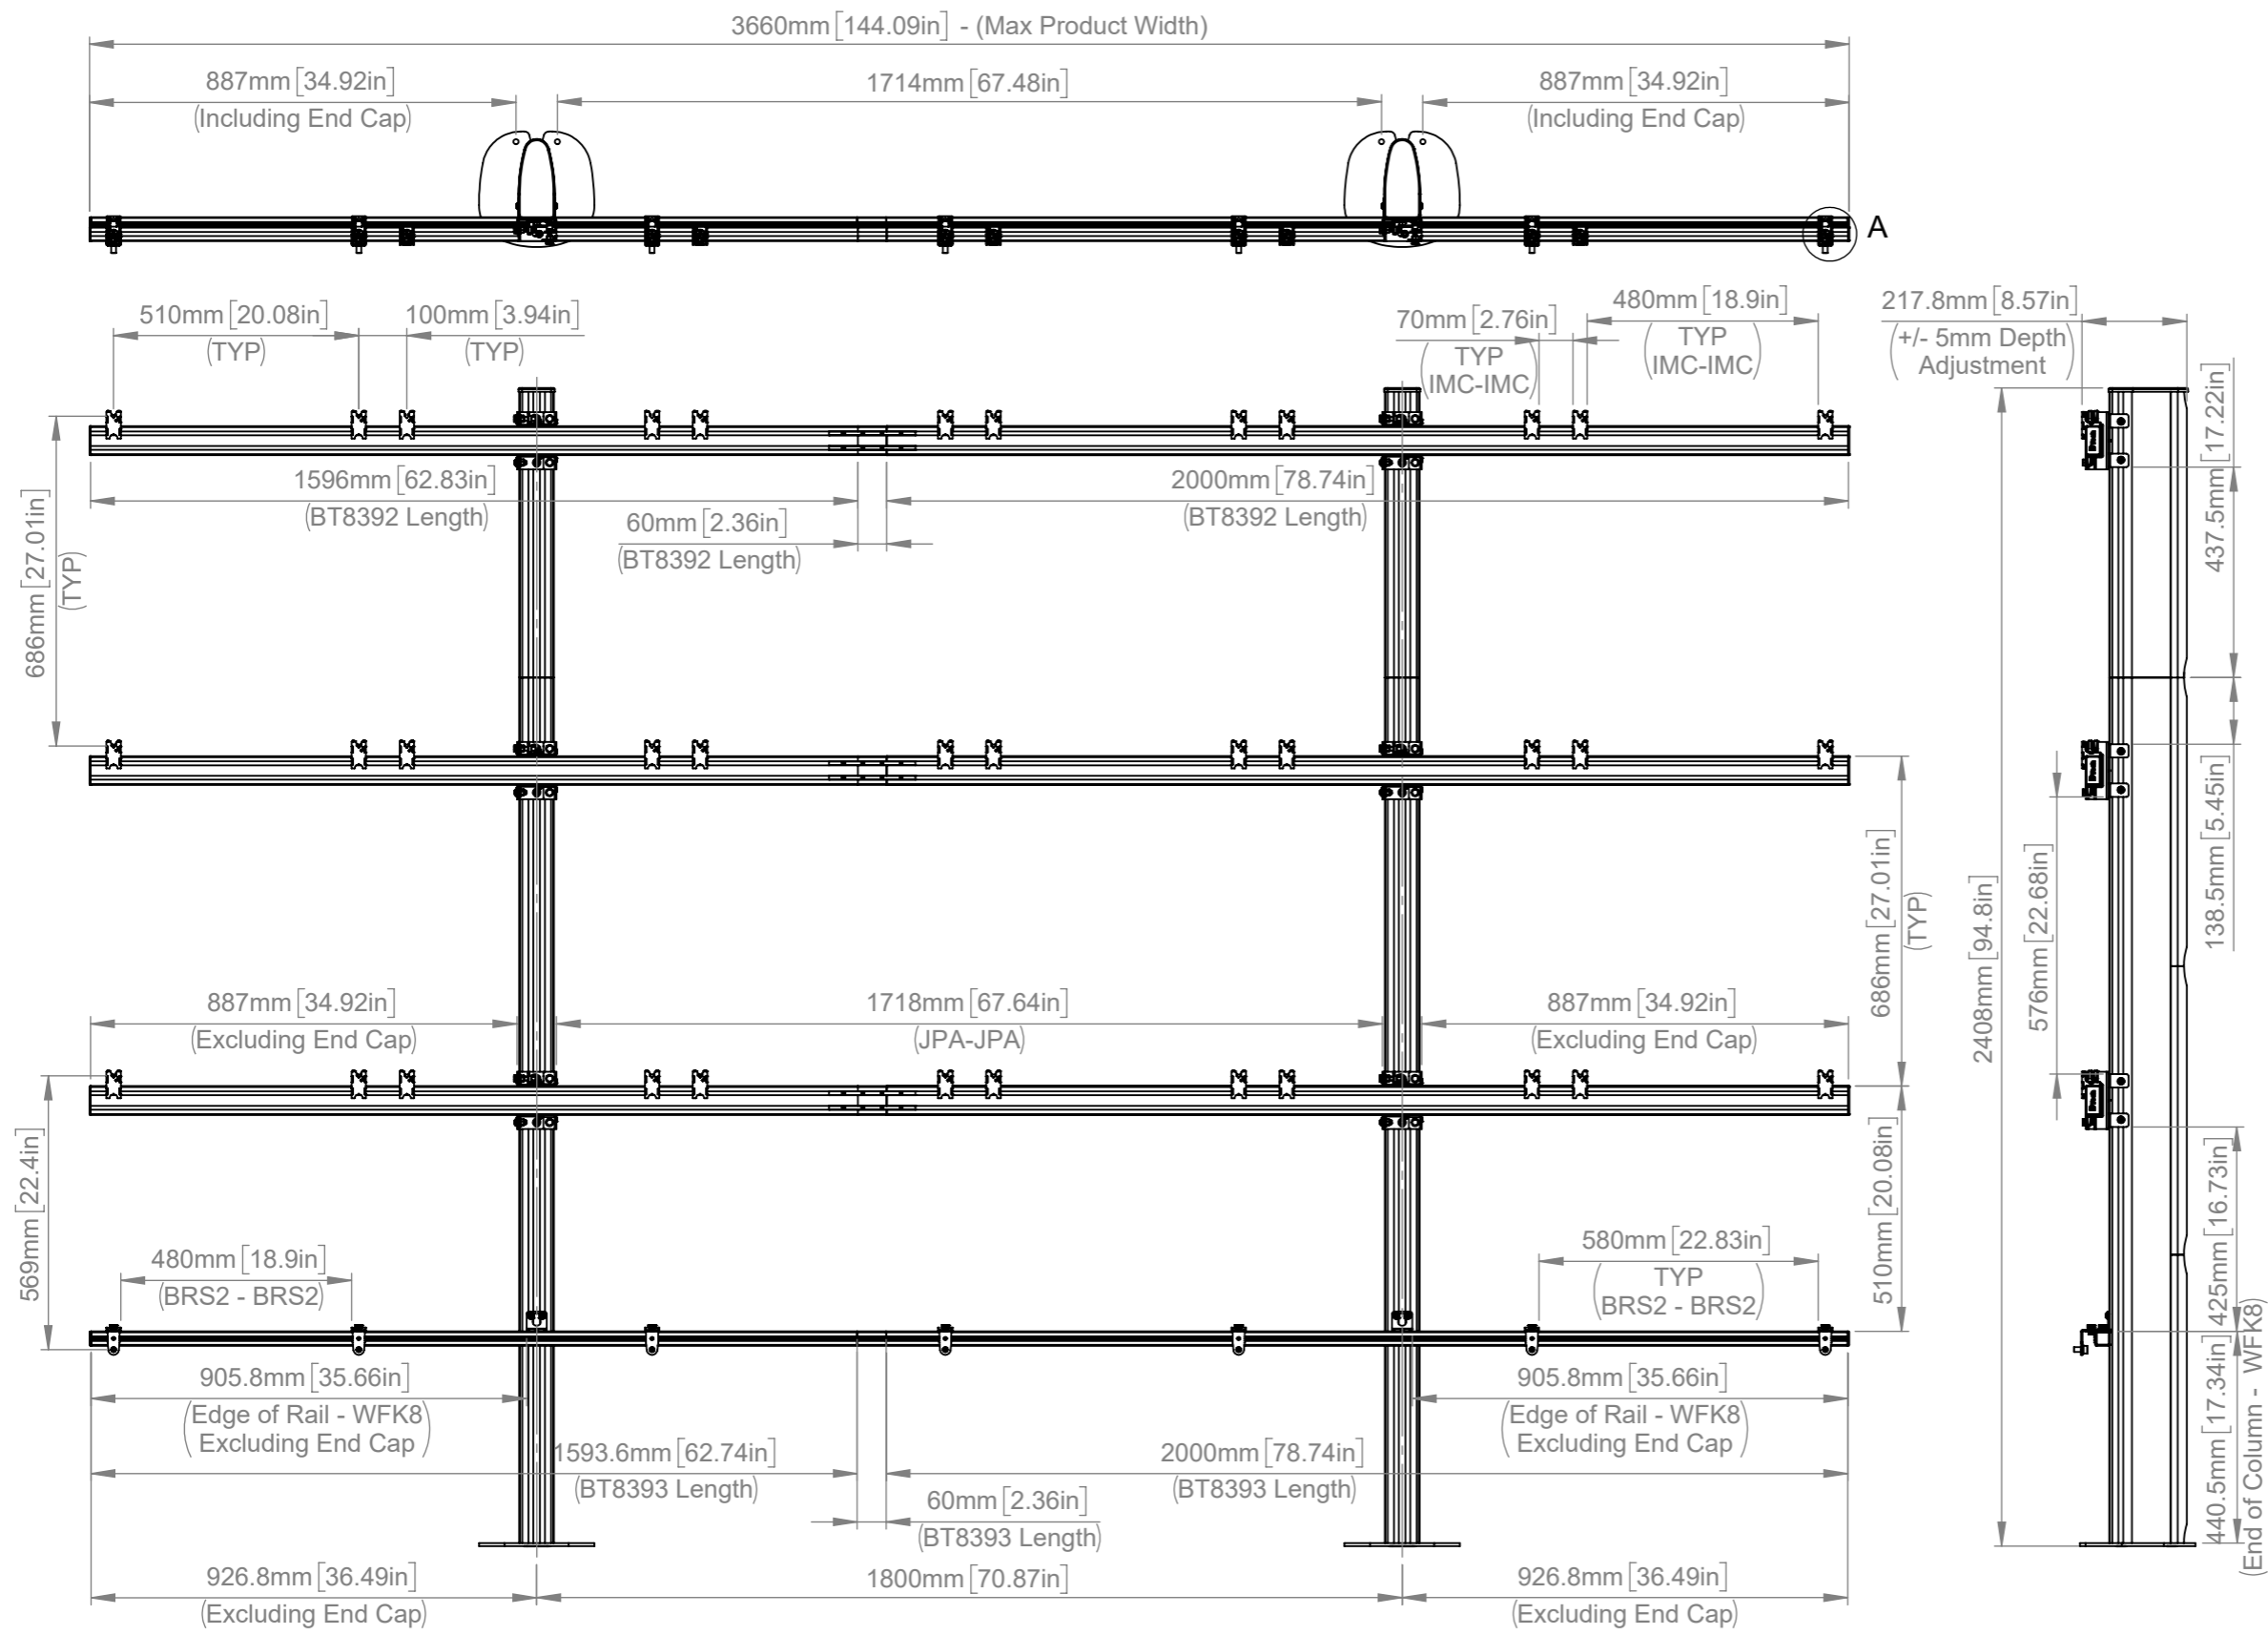 3660mm[144.09in] - (Max Product Width)
887mm[34.92in]
(Including End Cap)
1714mm[67.48in]
887mm[34.92in]
(Including End Cap)
A
510mm[20.08in]
(TYP)
100mm[3.94in]
(TYP)
70mm[2.76in]
(TYP
IMC-IMC)
480mm[18.9in]
(TYP
IMC-IMC)
217.8mm[8.57in]
(+/- 5mm Depth
Adjustment)
686mm[27.01in]
(TYP)
1596mm[62.83in]
(BT8392 Length)
60mm[2.36in]
(BT8392 Length)
2000mm[78.74in]
(BT8392 Length)
437.5mm[17.22in]
138.5mm[5.45in]
576mm[22.68in]
2408mm[94.8in]
686mm[27.01in]
(TYP)
887mm[34.92in]
(Excluding End Cap)
1718mm[67.64in]
(JPA-JPA)
887mm[34.92in]
(Excluding End Cap)
569mm[22.4in]
510mm[20.08in]
425mm[16.73in]
480mm[18.9in]
(BRS2 - BRS2)
580mm[22.83in]
(TYP
BRS2 - BRS2)
905.8mm[35.66in]
(Edge of Rail - WFK8
Excluding End Cap)
905.8mm[35.66in]
(Edge of Rail - WFK8
Excluding End Cap)
440.5mm[17.34in]
(End of Column - WFK8)
1593.6mm[62.74in]
(BT8393 Length)
60mm[2.36in]
(BT8393 Length)
2000mm[78.74in]
(BT8393 Length)
926.8mm[36.49in]
(Excluding End Cap)
1800mm[70.87in]
926.8mm[36.49in]
(Excluding End Cap)